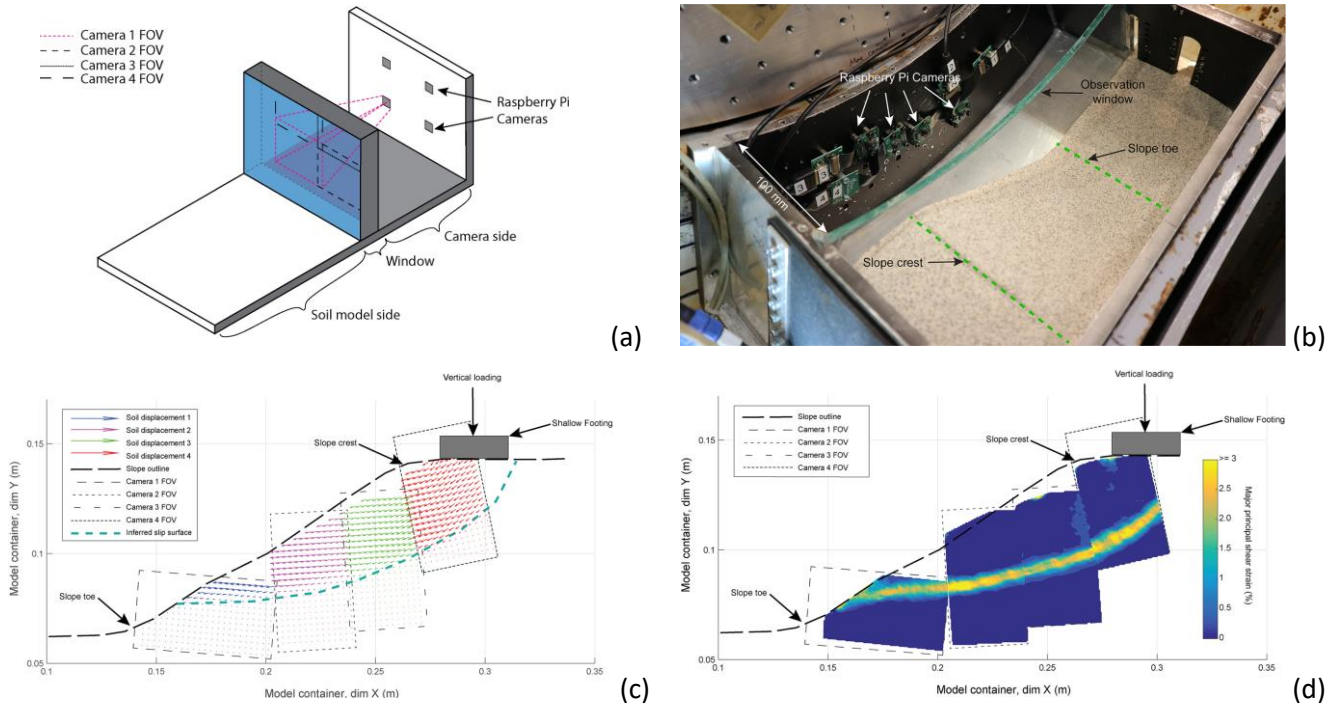 Camera 1 FOV
Camera 2 FOV
Camera 3 FOV
Camera 4 FOV
Raspberry Pi
Cameras
Camera side
Window
Soil model side
(a)
Raspberry Pi Cameras
Observation
window
Slope toe
Slope crest
100 mm
3
3
4
4
(b)
Vertical loading
Shallow Footing
Slope crest
Slope toe
Soil displacement 1
Soil displacement 2
Soil displacement 3
Soil displacement 4
Slope outline
Camera 1 FOV
Camera 2 FOV
Camera 3 FOV
Camera 4 FOV
Inferred slip surface
Model container, dim Y (m)
0.15
0.1
0.05
0.1 0.15 0.2 0.25 0.3 0.35
Model container, dim X (m)
(c)
Vertical loading
Shallow Footing
Slope crest
Slope toe
Slope outline
Camera 1 FOV
Camera 2 FOV
Camera 3 FOV
Camera 4 FOV
>= 3
2.5
2
1.5
1
0.5
0
Major principal shear strain (%)
Model container, dim Y (m)
0.15
0.1
0.05
0.1 0.15 0.2 0.25 0.3 0.35
Model container, dim X (m)
(d)